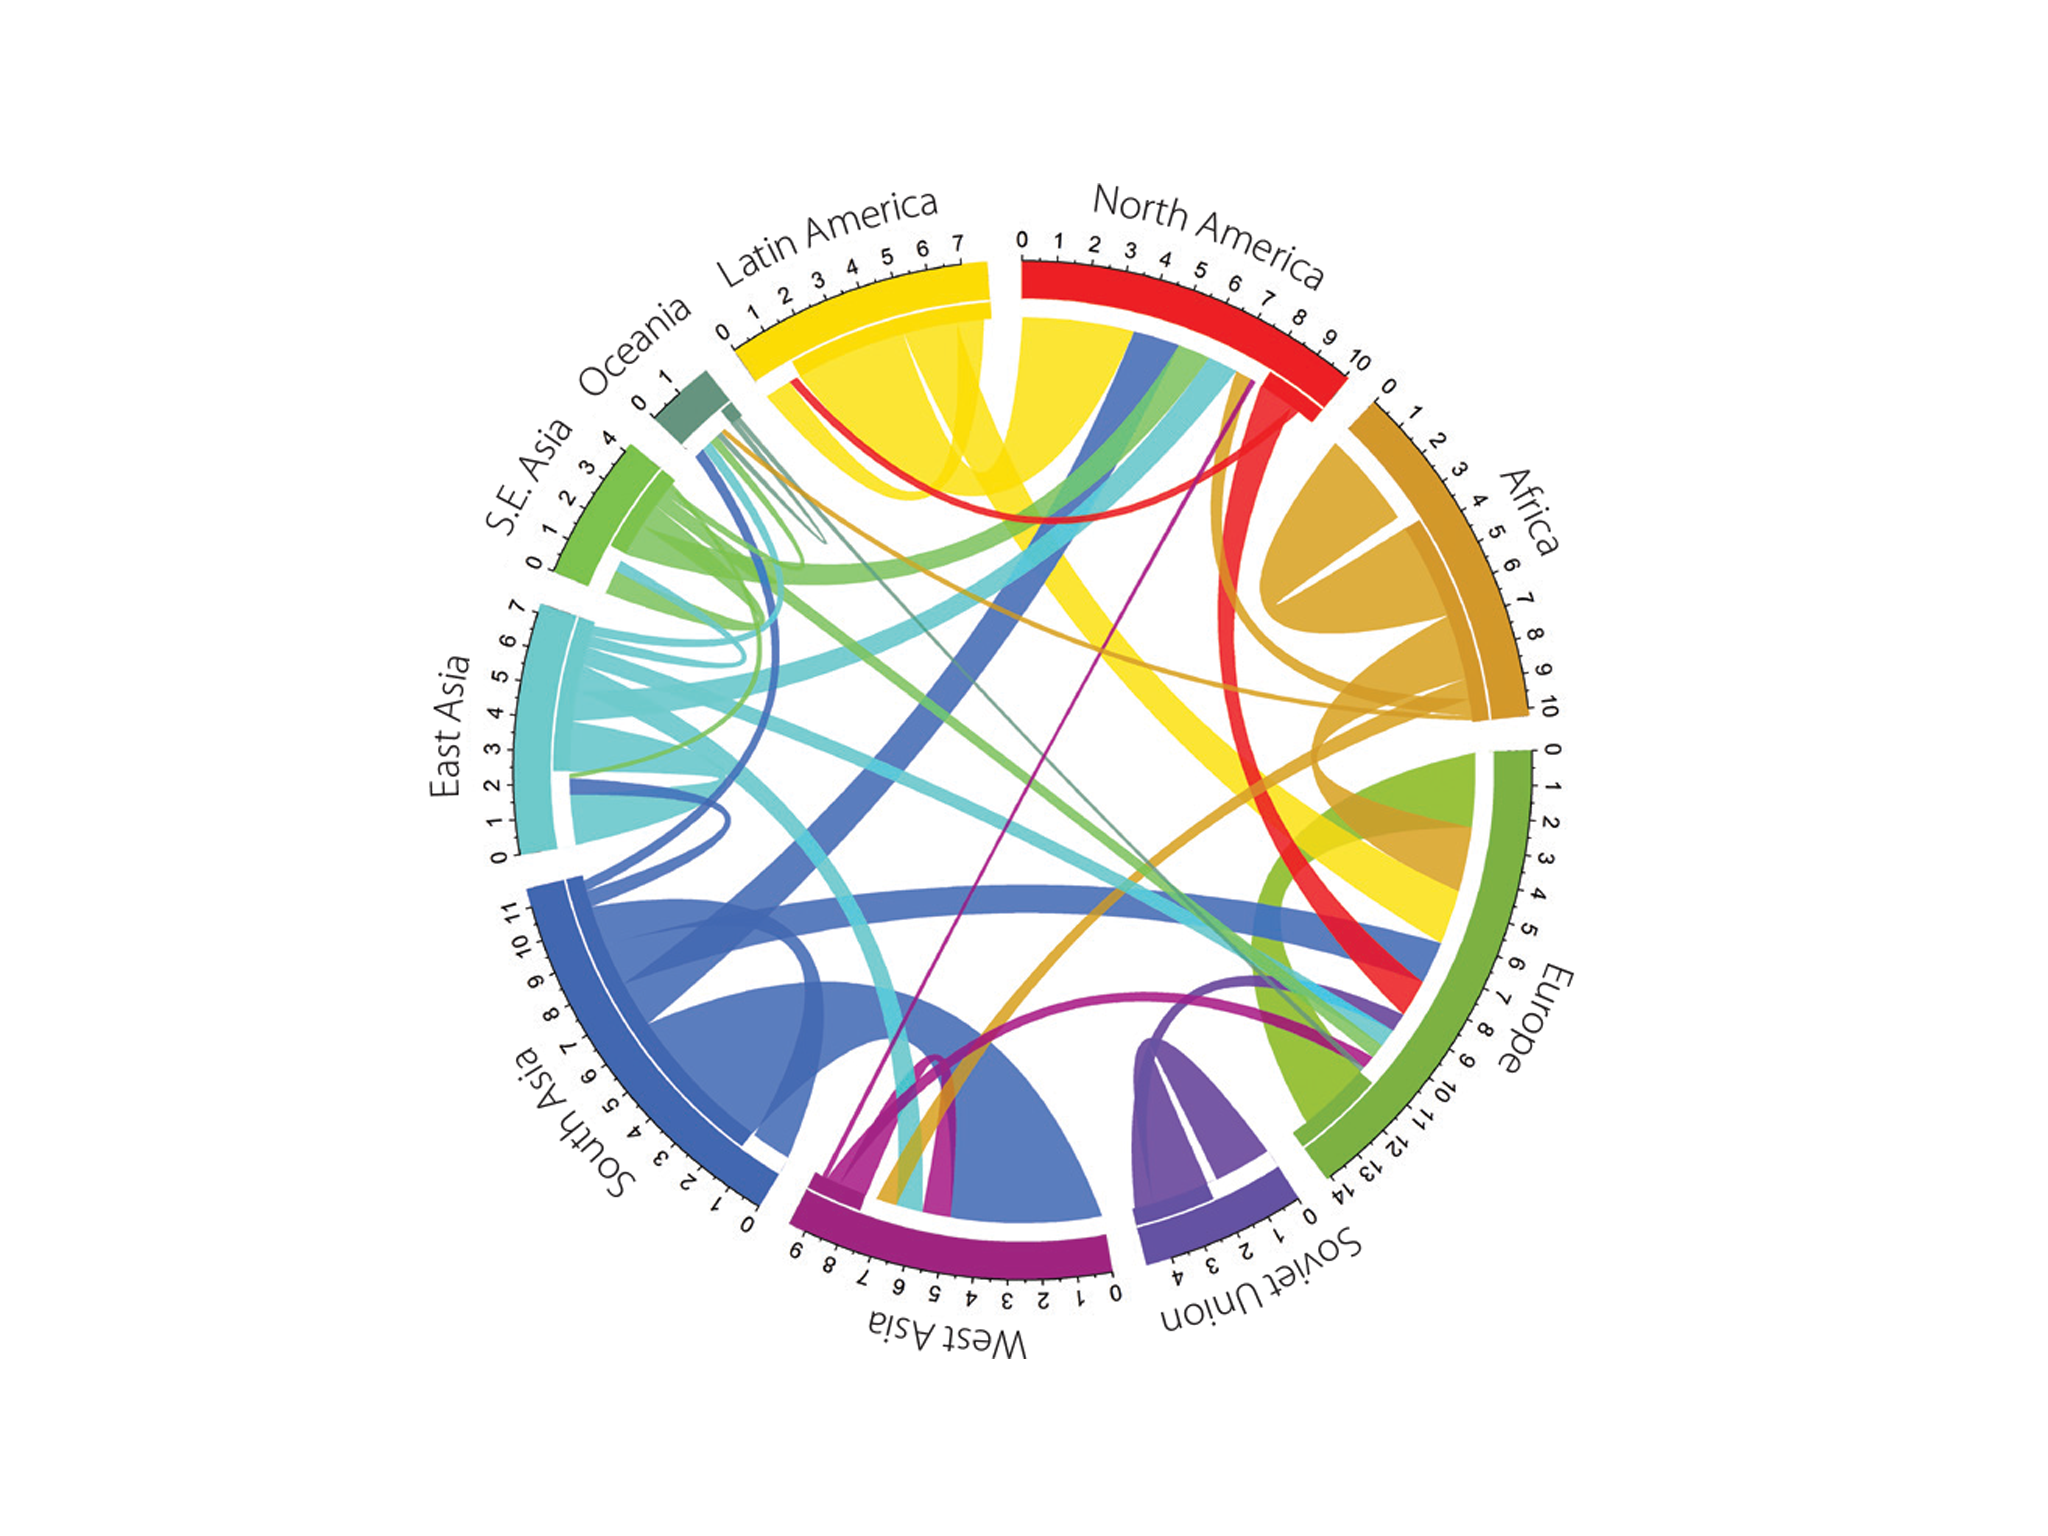 North America
0 1 2 3 4 5 6 7 8 9 10
Africa
0 1 2 3 4 5 6 7 8 9 10
Europe
0 1 2 3 4 5 6 7 8 9 10 11 12 13 14
Soviet Union
0 1 2 3 4
West Asia
0 1 2 3 4 5 6 7 8 9
South Asia
0 1 2 3 4 5 6 7 8 9 10 11
East Asia
0 1 2 3 4 5 6 7
S.E. Asia
0 1 2 3 4
Oceania
0 1
Latin America
0 1 2 3 4 5 6 7